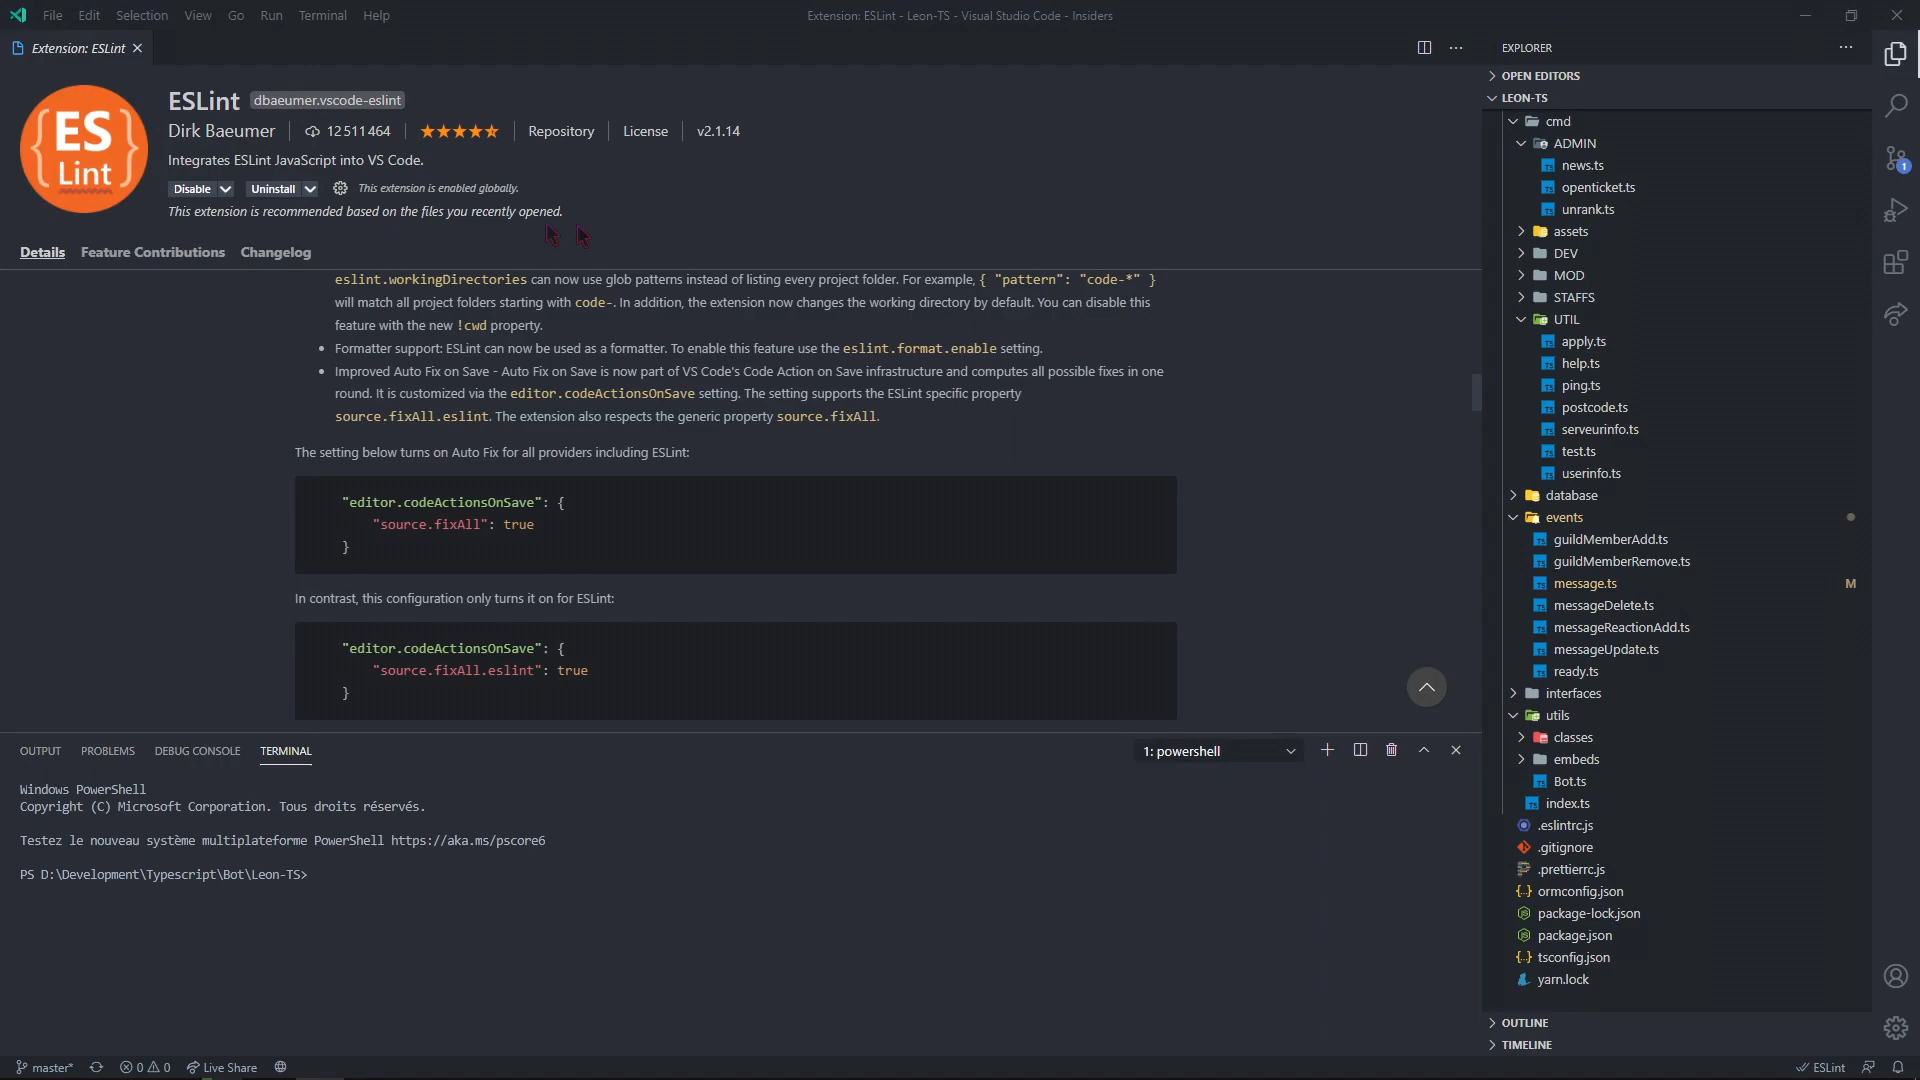 File Edit Selection View Go Run Terminal Help
Extension: ESLint - Leon-TS - Visual Studio Code - Insiders
Extension: ESLint
ES
Lint
ESLint dbaeumer.vscode-eslint
Dirk Baeumer 12 511 464 Repository License v2.1.14
Integrates ESLint JavaScript into VS Code.
Disable Uninstall This extension is enabled globally.
This extension is recommended based on the files you recently opened.
Details Feature Contributions Changelog
eslint.workingDirectories can now use glob patterns instead of listing every project folder. For example, { "pattern": "code-*" }
will match all project folders starting with code-. In addition, the extension now changes the working directory by default. You can disable this
feature with the new !cwd property.
• Formatter support: ESLint can now be used as a formatter. To enable this feature use the eslint.format.enable setting.
• Improved Auto Fix on Save - Auto Fix on Save is now part of VS Code's Code Action on Save infrastructure and computes all possible fixes in one
round. It is customized via the editor.codeActionsOnSave setting. The setting supports the ESLint specific property
source.fixAll.eslint. The extension also respects the generic property source.fixAll.
The setting below turns on Auto Fix for all providers including ESLint:
"editor.codeActionsOnSave": {
"source.fixAll": true
}
In contrast, this configuration only turns it on for ESLint:
"editor.codeActionsOnSave": {
"source.fixAll.eslint": true
}
OUTPUT PROBLEMS DEBUG CONSOLE TERMINAL
1: powershell
Windows PowerShell
Copyright (C) Microsoft Corporation. Tous droits réservés.
Testez le nouveau système multiplateforme PowerShell https://aka.ms/pscore6
PS D:\Development\Typescript\Bot\Leon-TS>
EXPLORER
OPEN EDITORS
LEON-TS
cmd
ADMIN
news.ts
openticket.ts
unrank.ts
assets
DEV
MOD
STAFFS
UTIL
apply.ts
help.ts
ping.ts
postcode.ts
serveurinfo.ts
test.ts
userinfo.ts
database
events
guildMemberAdd.ts
guildMemberRemove.ts
message.ts M
messageDelete.ts
messageReactionAdd.ts
messageUpdate.ts
ready.ts
interfaces
utils
classes
embeds
Bot.ts
index.ts
.eslintrc.js
.gitignore
.prettierrc.js
ormconfig.json
package-lock.json
package.json
tsconfig.json
yarn.lock
OUTLINE
TIMELINE
1
master* 0 0 Live Share
ESLint